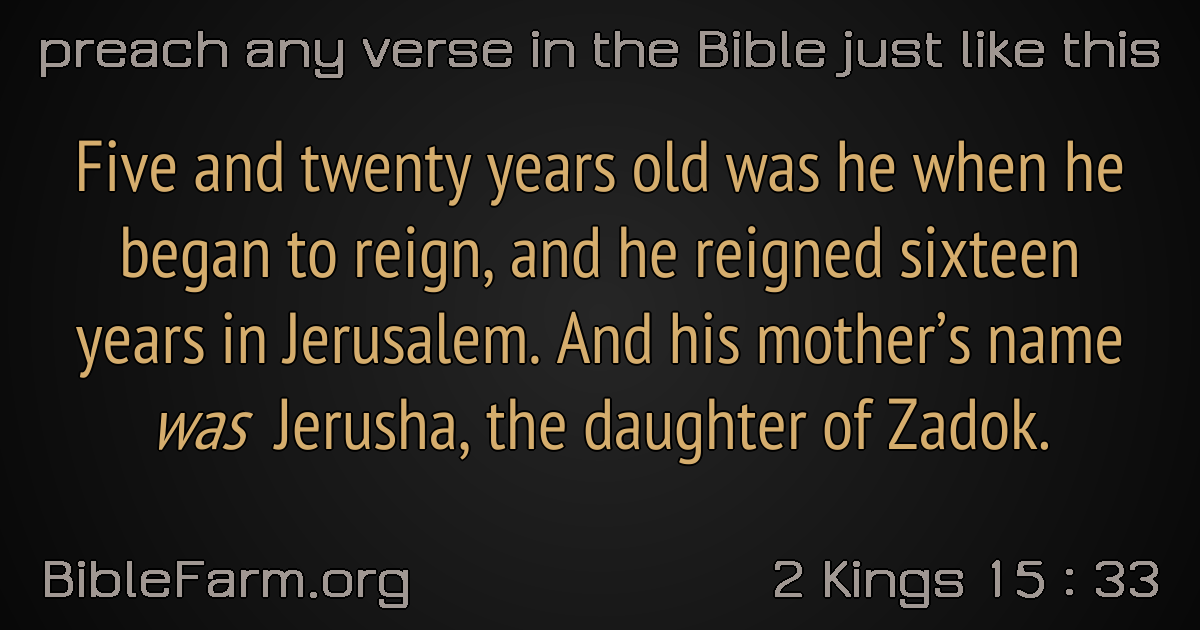 preach any verse in the Bible just like this
Five and twenty years old was he when he
began to reign, and he reigned sixteen
years in Jerusalem. And his mother’s name
was Jerusha, the daughter of Zadok.
BibleFarm.org
2 Kings 15 : 33